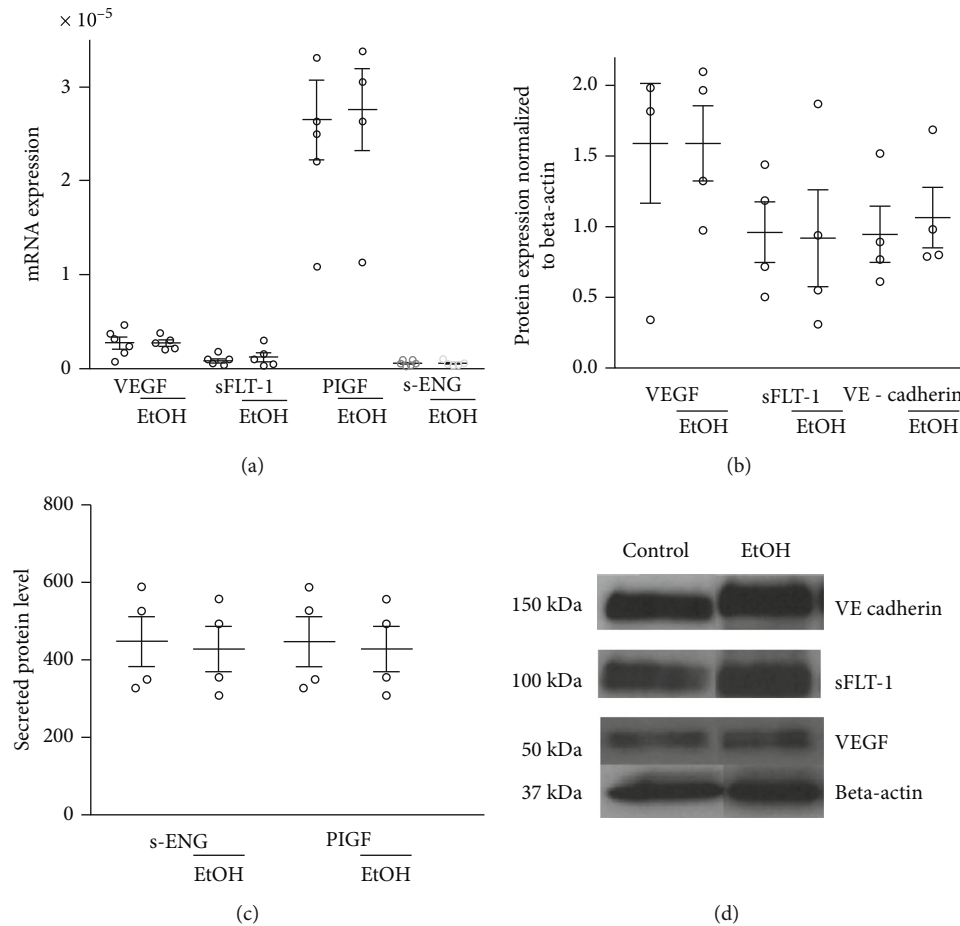 × 10⁻⁵
3
2
1
0
mRNA expression
VEGF
sFLT-1
PIGF
s-ENG
EtOH
EtOH
EtOH
EtOH
(a)
2.0
1.5
1.0
0.5
0.0
Protein expression normalized
to beta-actin
VEGF
sFLT-1
VE - cadherin
EtOH
EtOH
EtOH
(b)
800
600
400
200
0
Secreted protein level
s-ENG
PIGF
EtOH
EtOH
(c)
Control EtOH
150 kDa VE cadherin
100 kDa sFLT-1
50 kDa VEGF
37 kDa Beta-actin
(d)